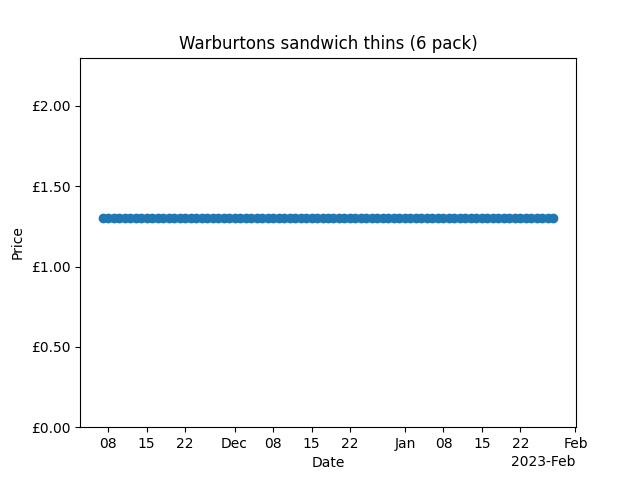 Warburtons sandwich thins (6 pack)
£2.00
£1.50
£1.00
£0.50
£0.00
Price
08 15 22 Dec 08 15 22 Jan 08 15 22 Feb
Date
2023-Feb